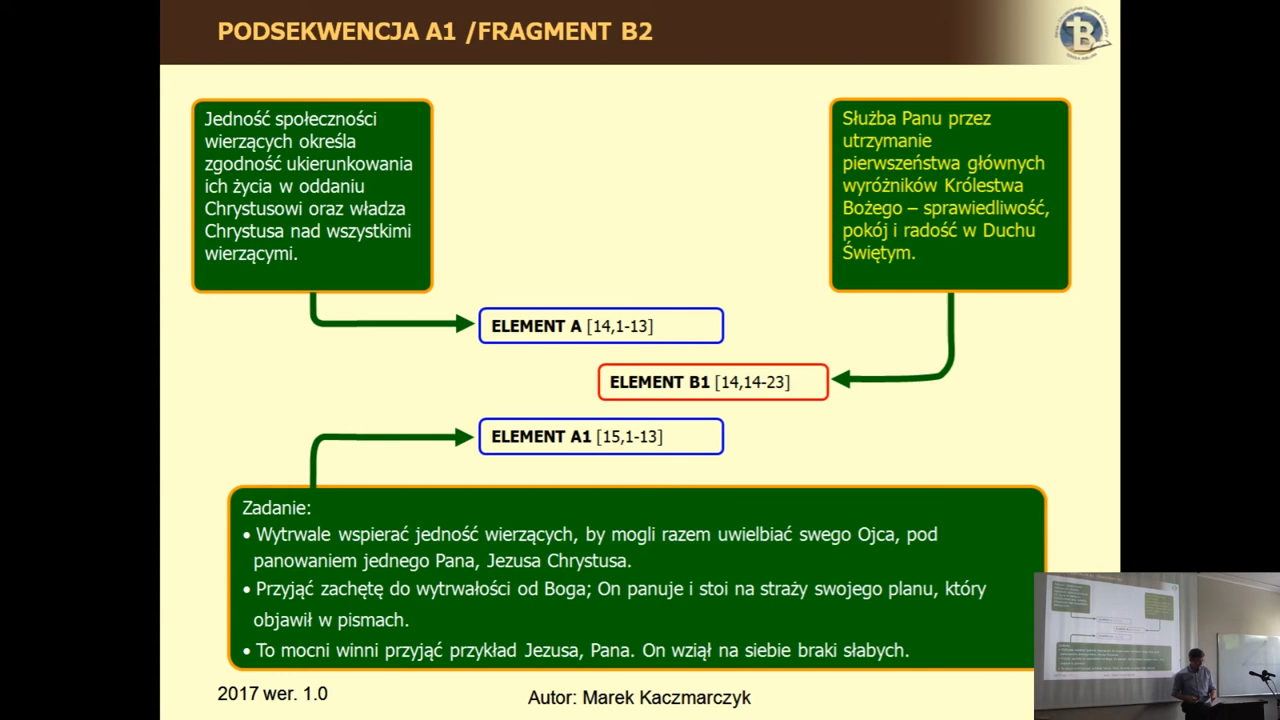 PODSEKWENCJA A1 /FRAGMENT B2
Jedność społeczności
wierzących określa
zgodność ukierunkowania
ich życia w oddaniu
Chrystusowi oraz władza
Chrystusa nad wszystkimi
wierzącymi.
Służba Panu przez
utrzymanie
pierwszeństwa głównych
wyróżników Królestwa
Bożego – sprawiedliwość,
pokój i radość w Duchu
Świętym.
ELEMENT A [14,1-13]
ELEMENT B1 [14,14-23]
ELEMENT A1 [15,1-13]
Zadanie:
• Wytrwale wspierać jedność wierzących, by mogli razem uwielbiać swego Ojca, pod
panowaniem jednego Pana, Jezusa Chrystusa.
• Przyjąć zachętę do wytrwałości od Boga; On panuje i stoi na straży swojego planu, który
objawił w pismach.
• To mocni winni przyjąć przykład Jezusa, Pana. On wziął na siebie braki słabych.
2017 wer. 1.0
Autor: Marek Kaczmarczyk